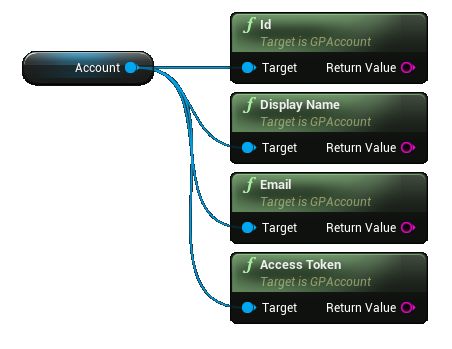 Account
Id
Target is GPAccount
Target Return Value
Display Name
Target is GPAccount
Target Return Value
Email
Target is GPAccount
Target Return Value
Access Token
Target is GPAccount
Target Return Value